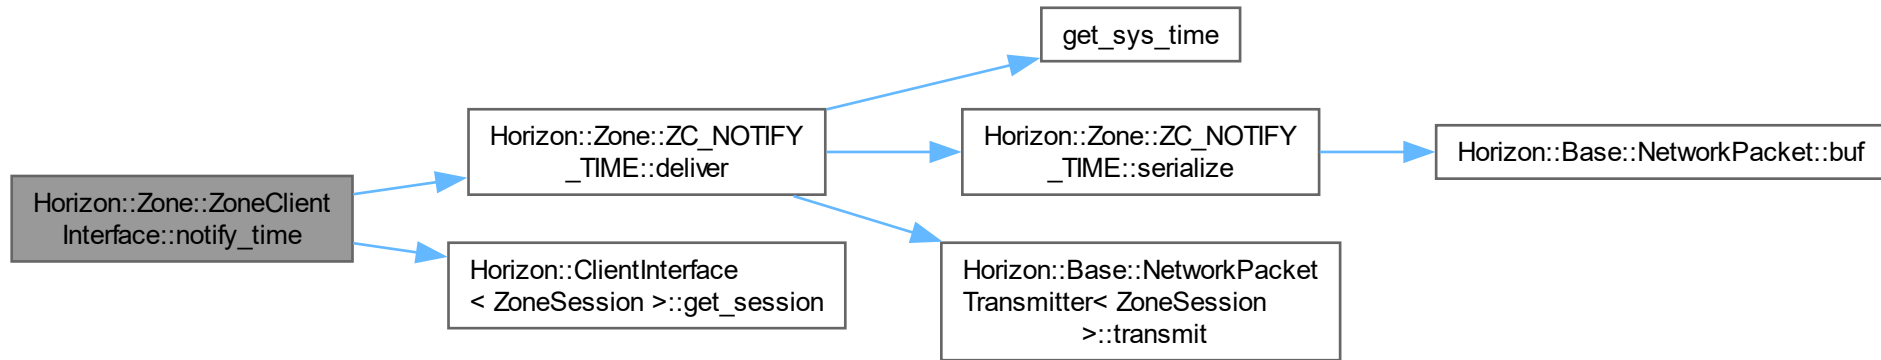 Horizon::Zone::ZoneClient
Interface::notify_time
Horizon::Zone::ZC_NOTIFY
_TIME::deliver
Horizon::ClientInterface
< ZoneSession >::get_session
get_sys_time
Horizon::Zone::ZC_NOTIFY
_TIME::serialize
Horizon::Base::NetworkPacket
Transmitter< ZoneSession
>::transmit
Horizon::Base::NetworkPacket::buf